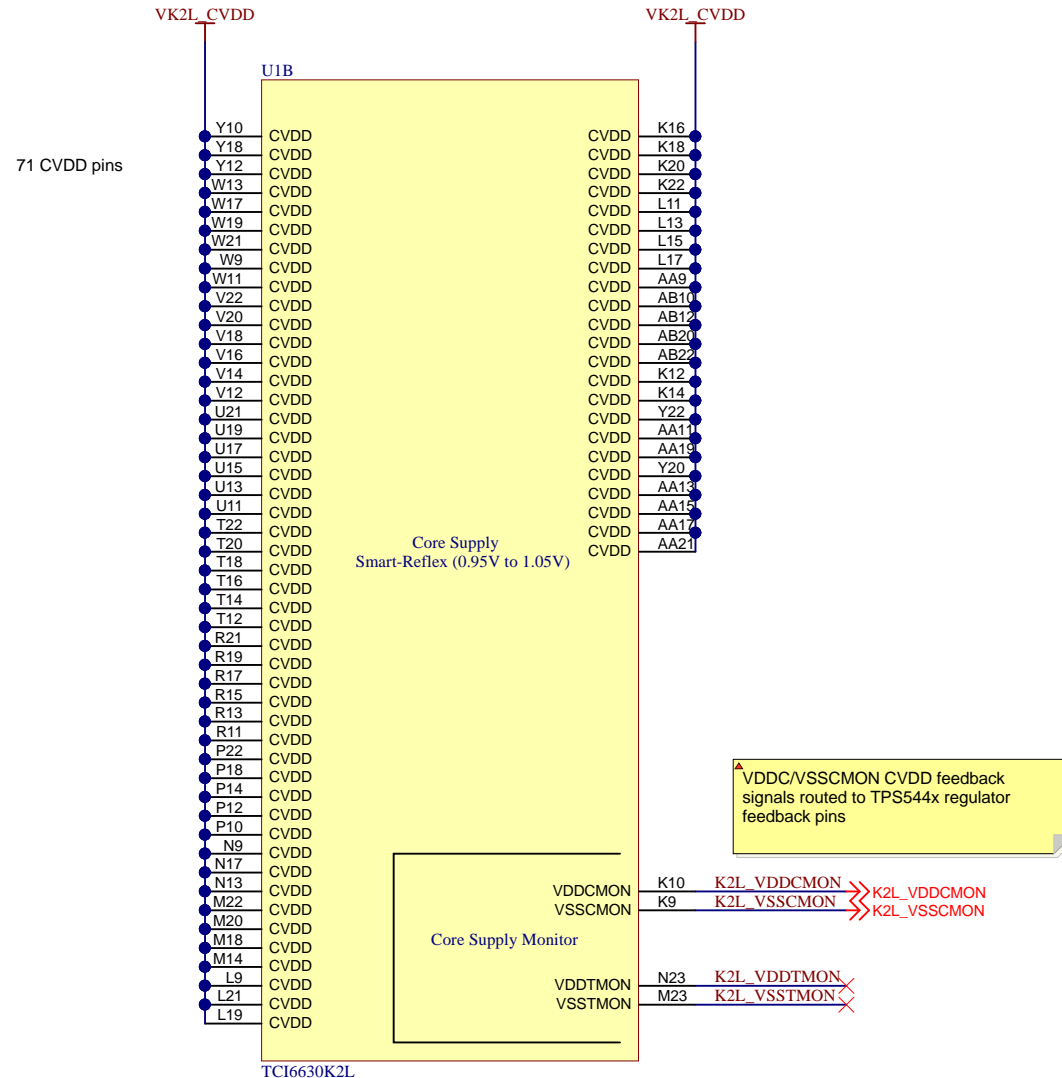 VK2L_CVDD
VK2L_CVDD
U1B
71 CVDD pins
Y10 CVDD CVDD K16
Y18 CVDD CVDD K18
Y12 CVDD CVDD K20
W13 CVDD CVDD K22
W17 CVDD CVDD L11
W19 CVDD CVDD L13
W21 CVDD CVDD L15
W9 CVDD CVDD L17
W11 CVDD CVDD AA9
V22 CVDD CVDD AB10
V20 CVDD CVDD AB12
V18 CVDD CVDD AB20
V16 CVDD CVDD AB22
V14 CVDD CVDD K12
V12 CVDD CVDD K14
U21 CVDD CVDD Y22
U19 CVDD CVDD AA11
U17 CVDD CVDD AA19
U15 CVDD CVDD Y20
U13 CVDD CVDD AA13
U11 CVDD CVDD AA15
T22 CVDD CVDD AA17
T20 CVDD CVDD AA21
Core Supply
Smart-Reflex (0.95V to 1.05V)
T18 CVDD
T16 CVDD
T14 CVDD
T12 CVDD
R21 CVDD
R19 CVDD
R17 CVDD
R15 CVDD
R13 CVDD
R11 CVDD
P22 CVDD
P18 CVDD
P14 CVDD
P12 CVDD
P10 CVDD
N9 CVDD
N17 CVDD
N13 CVDD
M22 CVDD
M20 CVDD
M18 CVDD
M14 CVDD
L9 CVDD
L21 CVDD
L19 CVDD
VDDC/VSSCMON CVDD feedback
signals routed to TPS544x regulator
feedback pins
VDDCMON K10 K2L_VDDCMON K2L_VDDCMON
VSSCMON K9 K2L_VSSCMON K2L_VSSCMON
Core Supply Monitor
VDDTMON N23 K2L_VDDTMON
VSSTMON M23 K2L_VSSTMON
TCI6630K2L